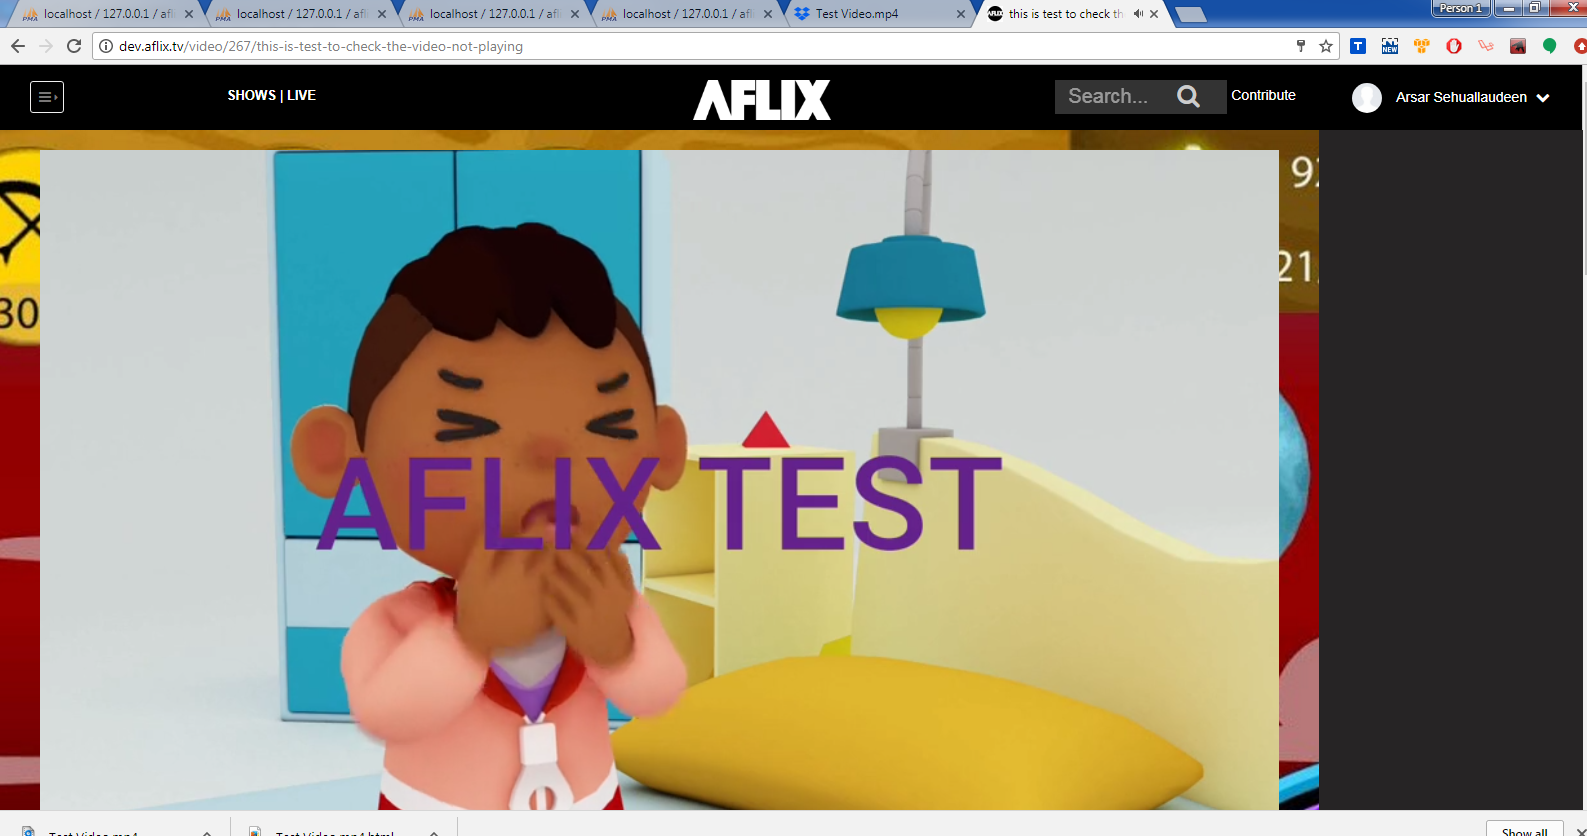 localhost / 127.0.0.1 / afl
localhost / 127.0.0.1 / afl
localhost / 127.0.0.1 / afl
localhost / 127.0.0.1 / afl
Test Video.mp4
this is test to check th
Person 1
dev.aflix.tv/video/267/this-is-test-to-check-the-video-not-playing
T
NEW
SHOWS | LIVE
AFLIX
Search...
Contribute
Arsar Sehuallaudeen
92
21
30
AFLIX TEST
Test Video.mp4
Test Video.mp4.html
Show all